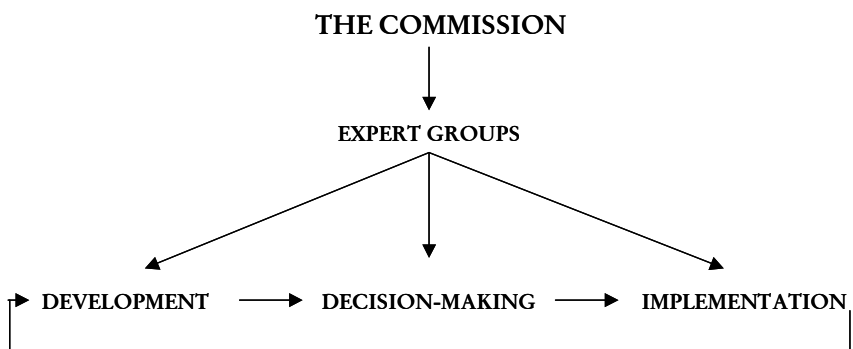 THE COMMISSION
EXPERT GROUPS
DEVELOPMENT DECISION-MAKING IMPLEMENTATION